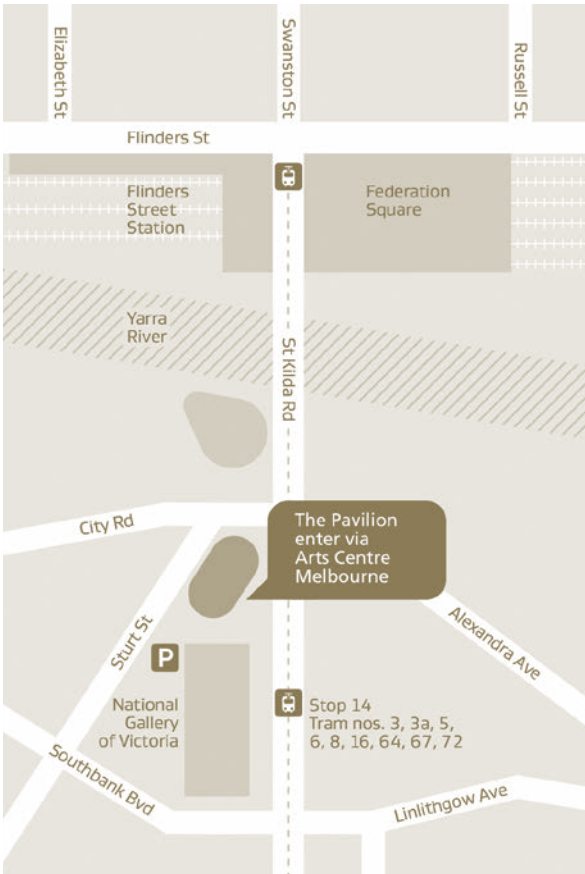 Elizabeth St
Swanston St
Russell St
Flinders St
Flinders
Street
Station
Federation
Square
Yarra
River
St Kilda Rd
City Rd
The Pavilion
enter via
Arts Centre
Melbourne
Sturt St
Alexandra Ave
P
National
Gallery
of Victoria
Stop 14
Tram nos. 3, 3a, 5,
6, 8, 16, 64, 67, 72
Southbank Bvd
Linlithgow Ave